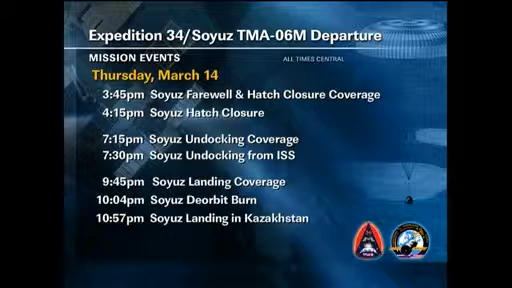 Expedition 34/Soyuz TMA-06M Departure
MISSION EVENTS
ALL TIMES CENTRAL
Thursday, March 14
3:45pm Soyuz Farewell & Hatch Closure Coverage
4:15pm Soyuz Hatch Closure
7:15pm Soyuz Undocking Coverage
7:30pm Soyuz Undocking from ISS
9:45pm Soyuz Landing Coverage
10:04pm Soyuz Deorbit Burn
10:57pm Soyuz Landing in Kazakhstan